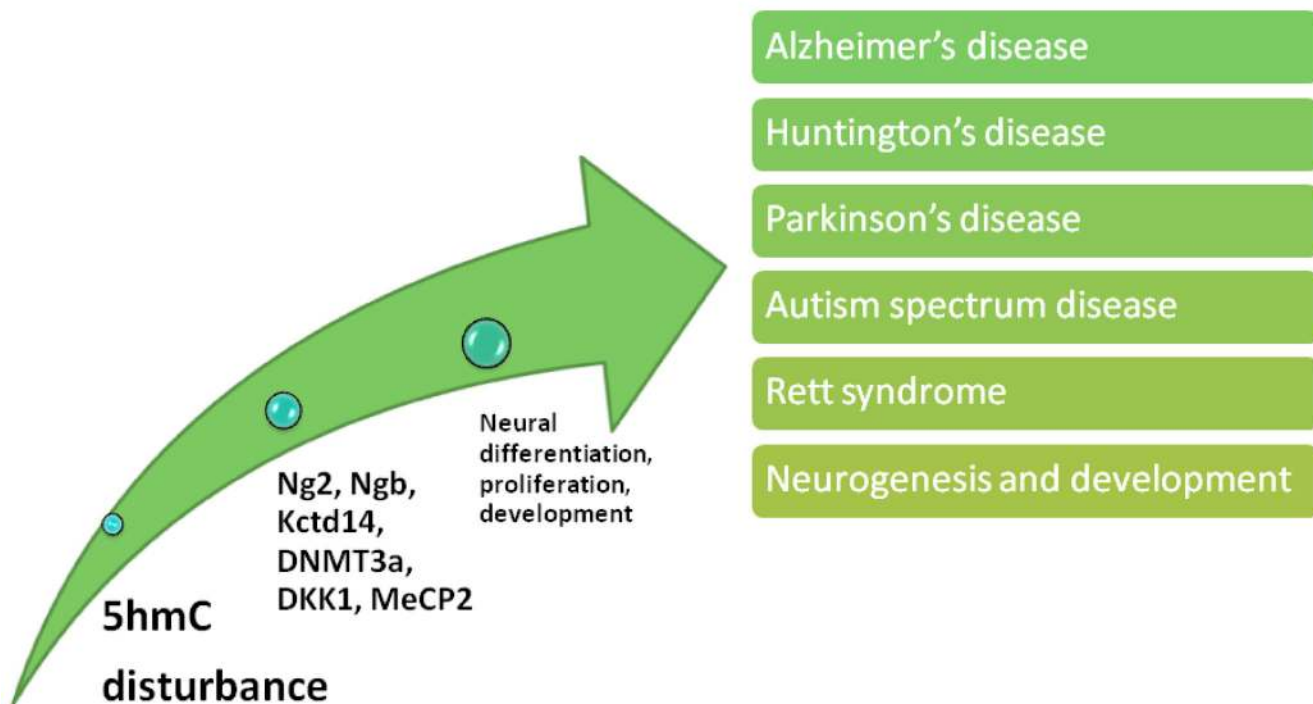 5hmC
disturbance
Ng2, Ngb,
Kctd14,
DNMT3a,
DKK1, MeCP2
Neural
differentiation,
proliferation,
development
Alzheimer’s disease
Huntington’s disease
Parkinson’s disease
Autism spectrum disease
Rett syndrome
Neurogenesis and development